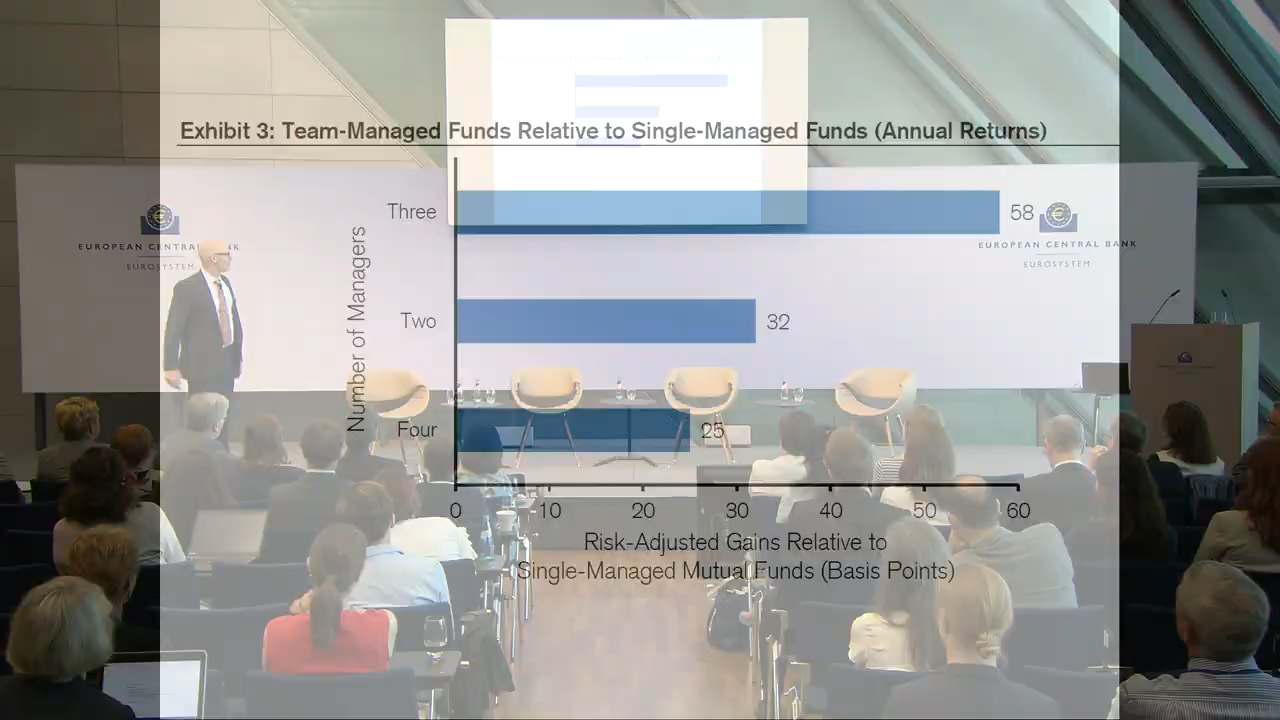 Exhibit 3: Team-Managed Funds Relative to Single-Managed Funds (Annual Returns)
Number of Managers
Three
58
Two
32
Four
25
0 10 20 30 40 50 60
Risk-Adjusted Gains Relative to
Single-Managed Mutual Funds (Basis Points)
EUROPEAN CENTRAL BANK
EUROSYSTEM
EUROPEAN CENTRAL BANK
EUROSYSTEM